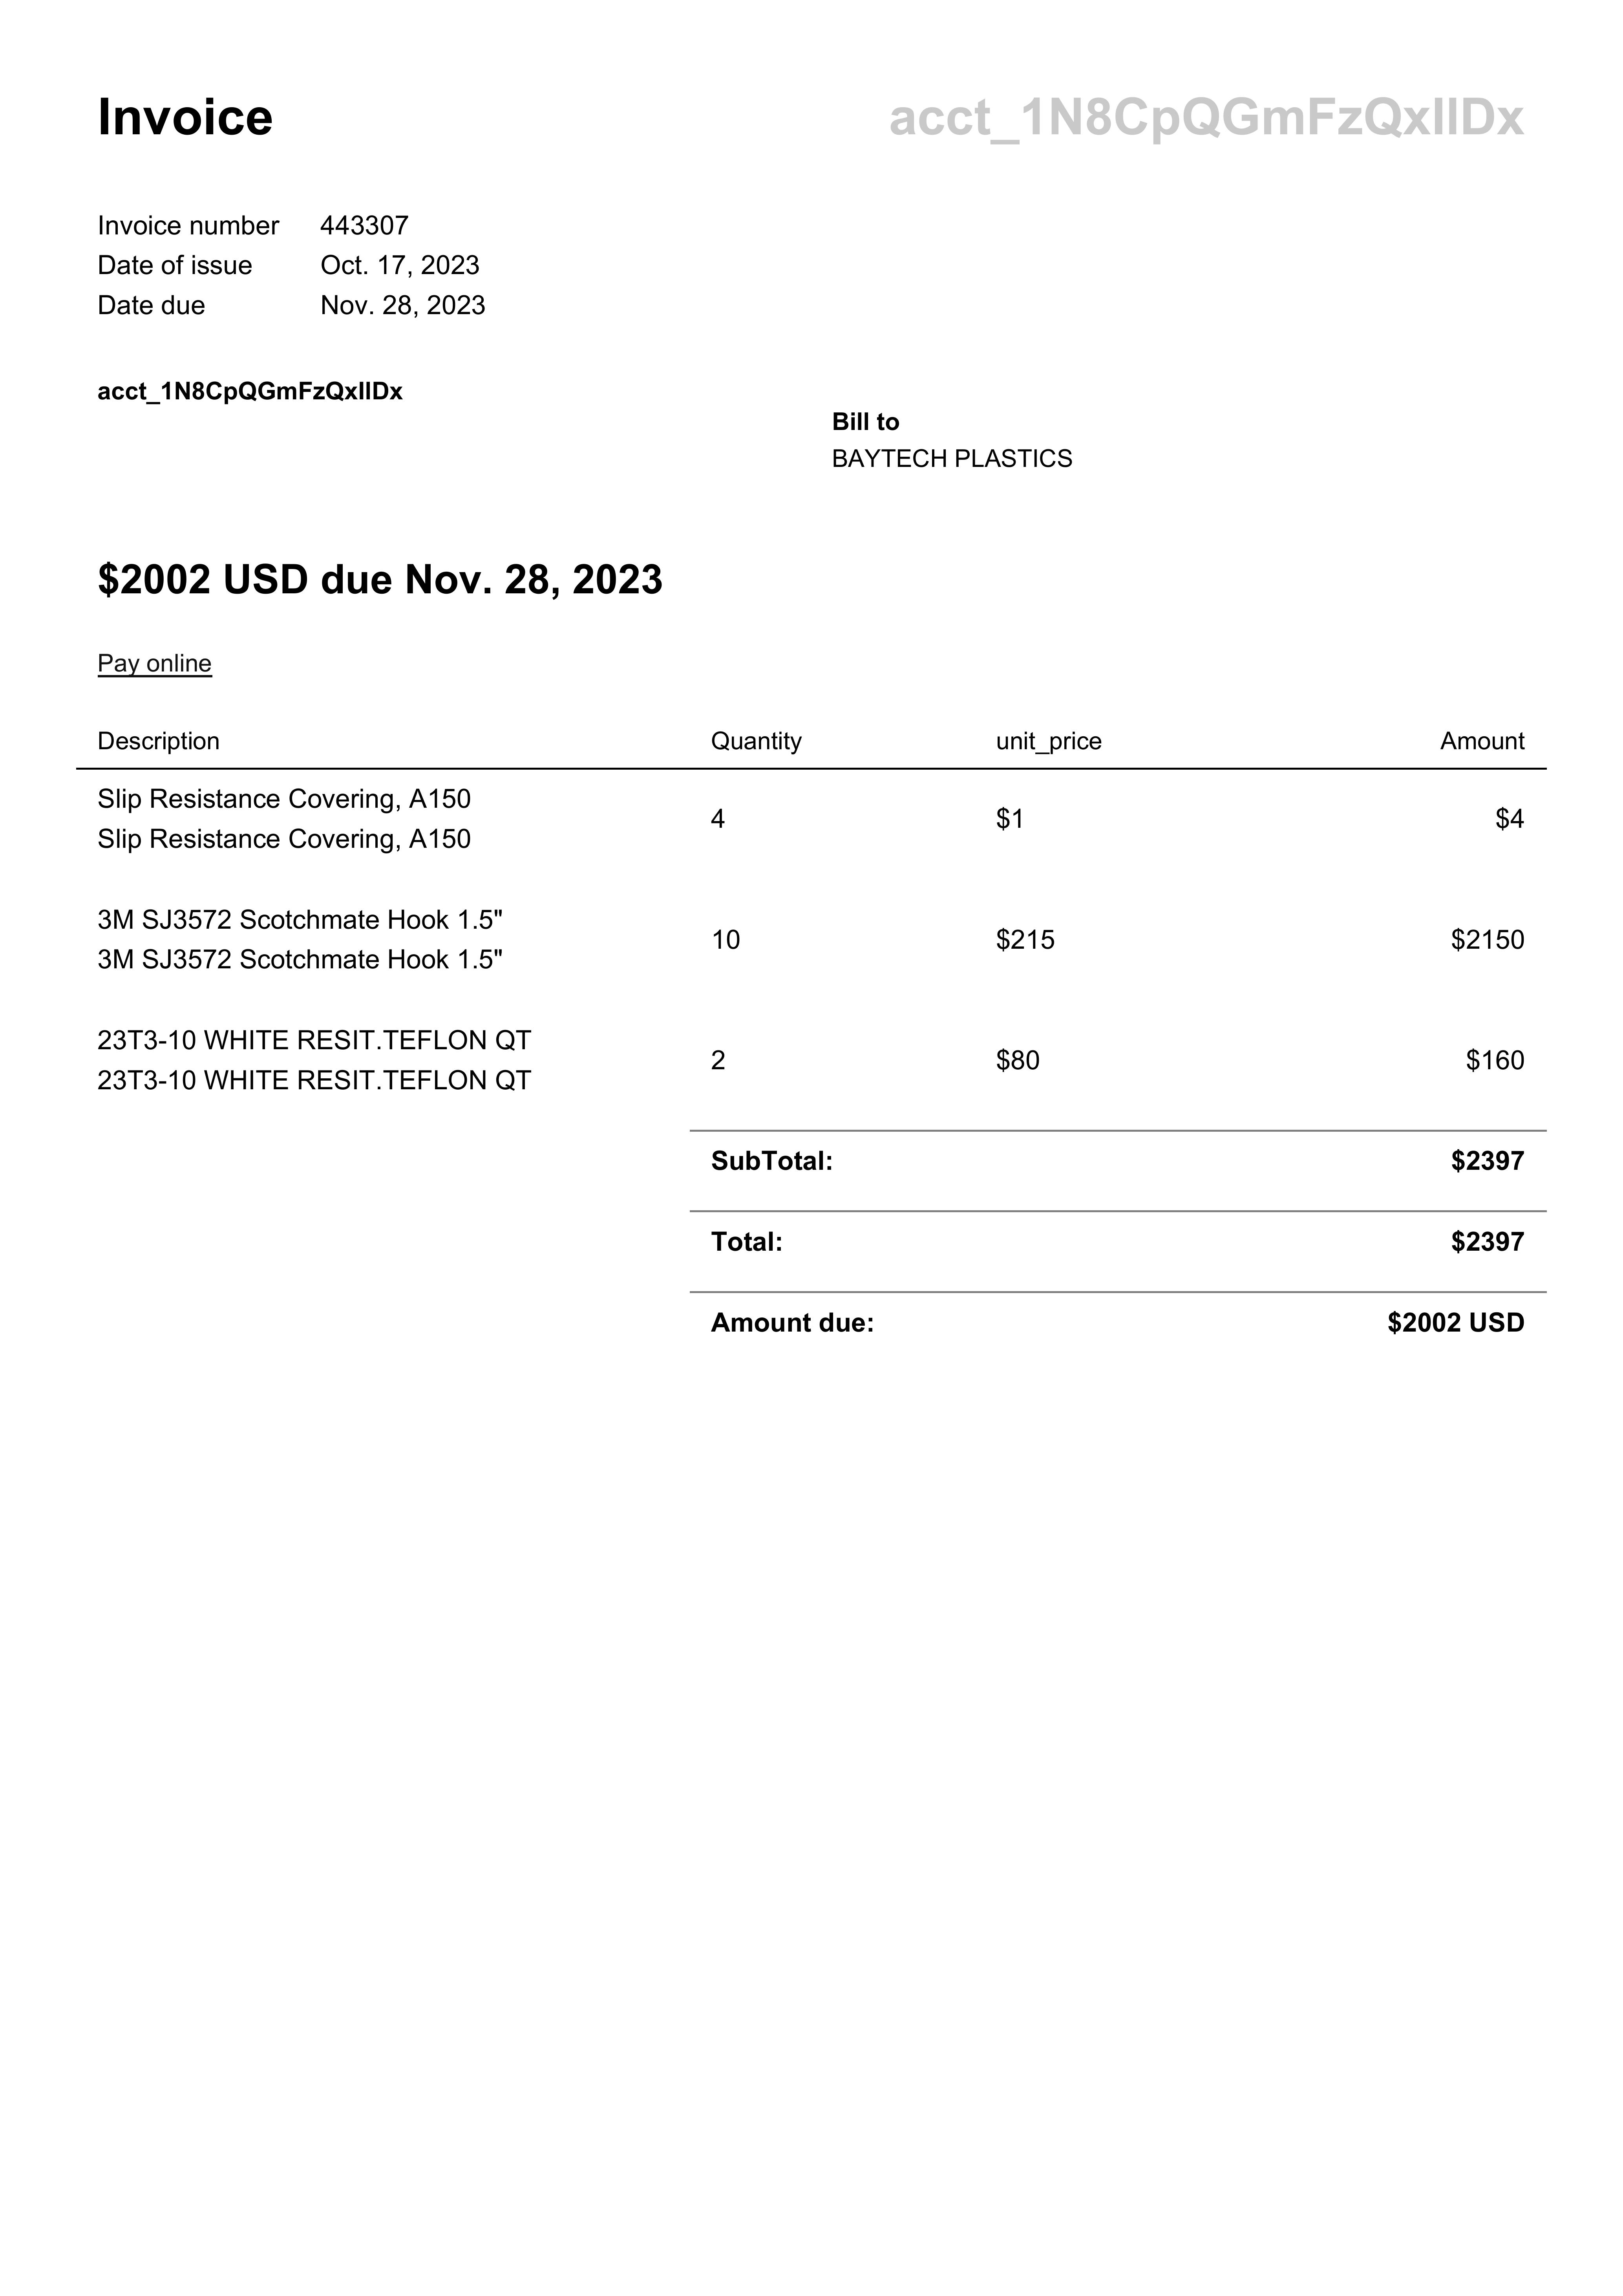 Invoice
acct_1N8CpQGmFzQxIlDx
Invoice number 443307
Date of issue Oct. 17, 2023
Date due Nov. 28, 2023
acct_1N8CpQGmFzQxIlDx
Bill to
BAYTECH PLASTICS
$2002 USD due Nov. 28, 2023
Pay online
Description Quantity unit_price Amount
Slip Resistance Covering, A150
Slip Resistance Covering, A150
4 $1 $4
3M SJ3572 Scotchmate Hook 1.5"
3M SJ3572 Scotchmate Hook 1.5"
10 $215 $2150
23T3-10 WHITE RESIT.TEFLON QT
23T3-10 WHITE RESIT.TEFLON QT
2 $80 $160
SubTotal: $2397
Total: $2397
Amount due: $2002 USD